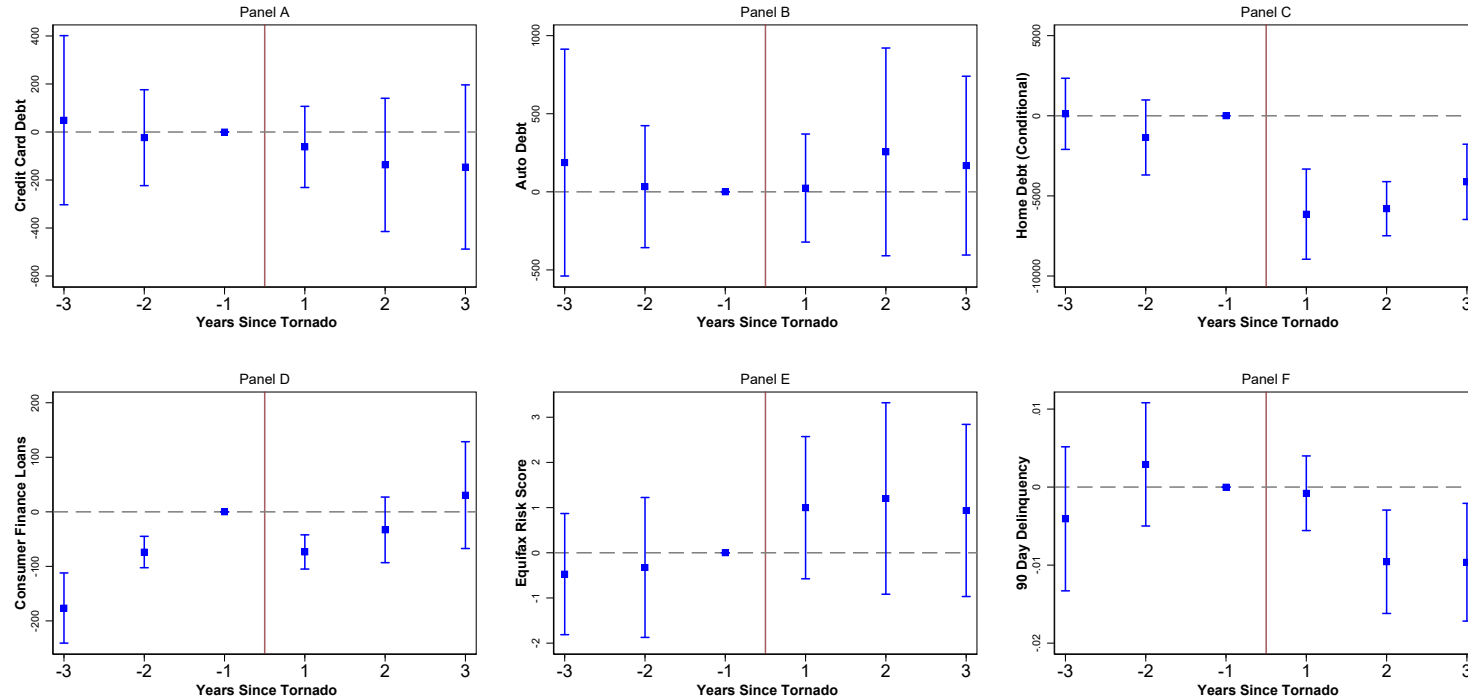 Panel A
Credit Card Debt
400
200
0
-200
-400
-600
-3 -2 -1 1 2 3
Years Since Tornado
Panel B
Auto Debt
1000
500
0
-500
-3 -2 -1 1 2 3
Years Since Tornado
Panel C
Home Debt (Conditional)
5000
0
-5000
-10000
-3 -2 -1 1 2 3
Years Since Tornado
Panel D
Consumer Finance Loans
200
100
0
-100
-200
-3 -2 -1 1 2 3
Years Since Tornado
Panel E
Equifax Risk Score
3
2
1
0
-1
-2
-3 -2 -1 1 2 3
Years Since Tornado
Panel F
90 Day Delinquency
.01
0
-.01
-.02
-3 -2 -1 1 2 3
Years Since Tornado